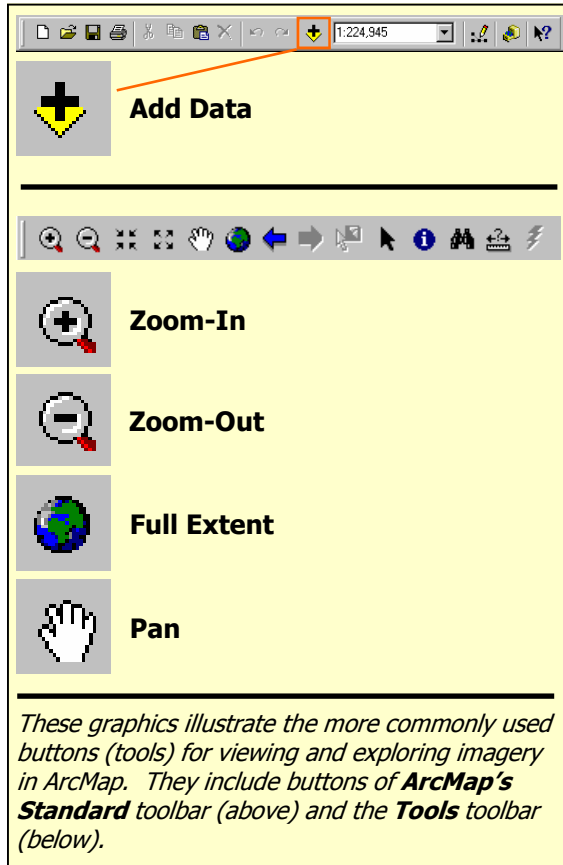 1:224,945
Add Data
Zoom-In
Zoom-Out
Full Extent
Pan
These graphics illustrate the more commonly used
buttons (tools) for viewing and exploring imagery
in ArcMap. They include buttons of ArcMap's
Standard toolbar (above) and the Tools toolbar
(below).